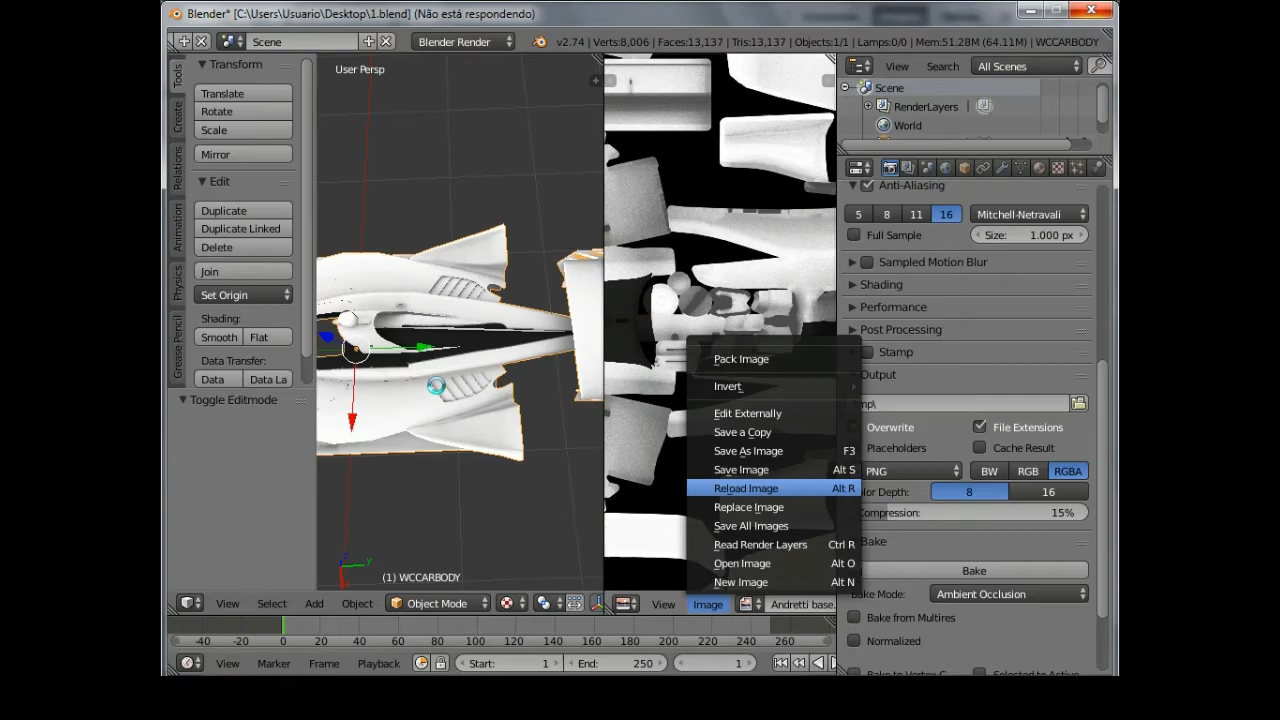 Blender* [C:\Users\Usuario\Desktop\1.blend] (Não está respondendo)
Scene
Blender Render
v2.74 | Verts:8,006 | Faces:13,137 | Tris:13,137 | Objects:1/1 | Lamps:0/0 | Mem:51.28M (64.11M) | WCCARBODY
Tools
Create
Relations
Animation
Physics
Grease Pencil
Transform
Translate
Rotate
Scale
Mirror
Edit
Duplicate
Duplicate Linked
Delete
Join
Set Origin
Shading:
Smooth Flat
Data Transfer:
Data Data La
Toggle Editmode
User Persp
(1) WCCARBODY
View Select Add Object Object Mode
Pack Image
Invert
Edit Externally
Save a Copy
Save As Image F3
Save Image Alt S
Reload Image Alt R
Replace Image
Save All Images
Read Render Layers Ctrl R
Open Image Alt O
New Image Alt N
View Image Andretti base.
View Search All Scenes
Scene
RenderLayers
World
Anti-Aliasing
5 8 11 16 Mitchell-Netravali
Full Sample Size: 1.000 px
Sampled Motion Blur
Shading
Performance
Post Processing
Stamp
Output
mp\
Overwrite File Extensions
Placeholders Cache Result
PNG BW RGB RGBA
lor Depth: 8 16
Compression: 15%
Bake
Bake
Bake Mode: Ambient Occlusion
Bake from Multires
Normalized
Bake to Vertex C Selected to Active
-40 -20 0 20 40 60 80 100 120 140 160 180 200 220 240 260
View Marker Frame Playback Start: 1 End: 250 1